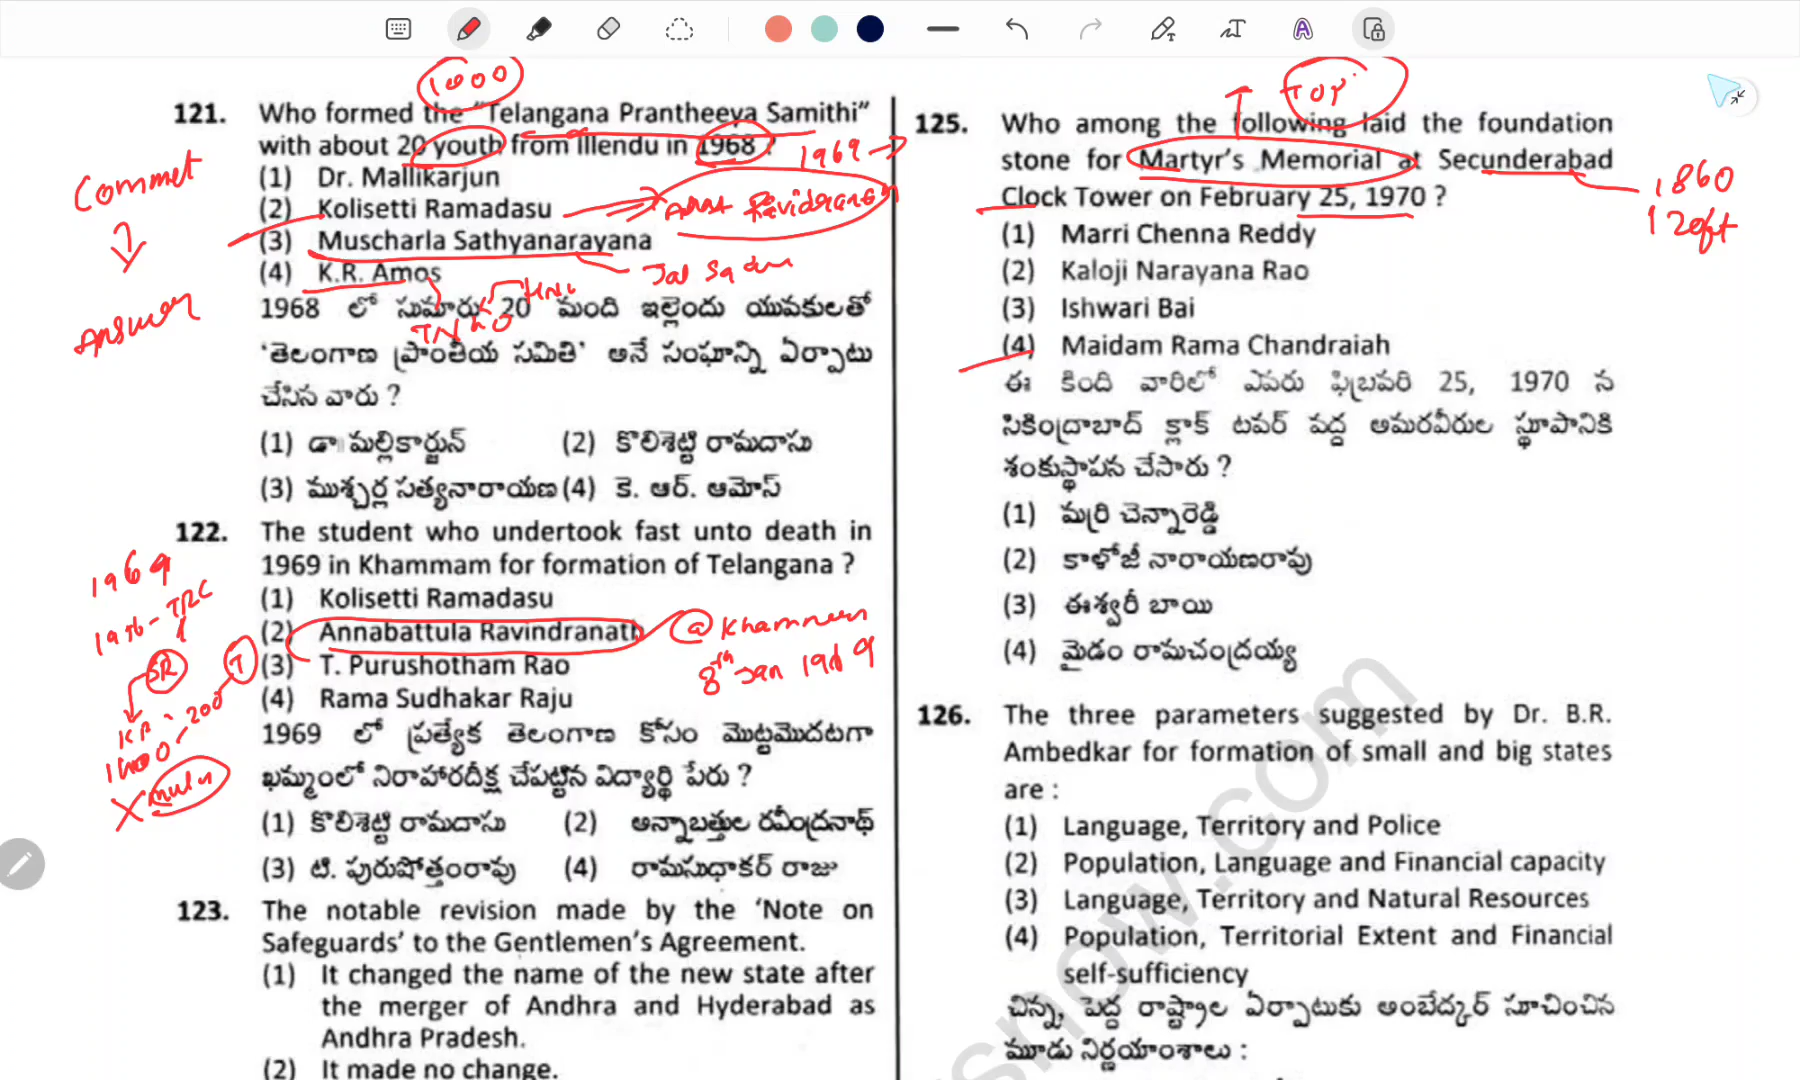 121. Who formed the "Telangana Prantheeya Samithi"
with about 20 youth from Illendu in 1968 ?
(1) Dr. Mallikarjun
(2) Kolisetti Ramadasu
(3) Muscharla Sathyanarayana
(4) K.R. Amos
1968 లో సుమారు 20 మంది ఇల్లెందు యువకులతో
'తెలంగాణ ప్రాంతీయ సమితి' అనే సంఘాన్ని ఏర్పాటు
చేసిన వారు ?
(1) డా॥ మల్లికార్జున్ (2) కొలిశెట్టి రామదాసు
(3) ముశ్చర్ల సత్యనారాయణ (4) కె. ఆర్. ఆమోస్
122. The student who undertook fast unto death in
1969 in Khammam for formation of Telangana ?
(1) Kolisetti Ramadasu
(2) Annabattula Ravindranath
(3) T. Purushotham Rao
(4) Rama Sudhakar Raju
1969 లో ప్రత్యేక తెలంగాణ కోసం మొట్టమొదటగా
ఖమ్మంలో నిరాహారదీక్ష చేపట్టిన విద్యార్థి పేరు ?
(1) కొలిశెట్టి రామదాసు (2) అన్నాబత్తుల రవీంద్రనాథ్
(3) టి. పురుషోత్తంరావు (4) రామసుధాకర్ రాజు
123. The notable revision made by the 'Note on
Safeguards' to the Gentlemen's Agreement.
(1) It changed the name of the new state after
the merger of Andhra and Hyderabad as
Andhra Pradesh.
(2) It made no change.
125. Who among the following laid the foundation
stone for Martyr's Memorial at Secunderabad
Clock Tower on February 25, 1970 ?
(1) Marri Chenna Reddy
(2) Kaloji Narayana Rao
(3) Ishwari Bai
(4) Maidam Rama Chandraiah
ఈ కింది వారిలో ఎవరు ఫిబ్రవరి 25, 1970 న
సికింద్రాబాద్ క్లాక్ టవర్ వద్ద అమరవీరుల స్థూపానికి
శంకుస్థాపన చేసారు ?
(1) మర్రి చెన్నారెడ్డి
(2) కాళోజీ నారాయణరావు
(3) ఈశ్వరీ బాయి
(4) మైడం రామచంద్రయ్య
126. The three parameters suggested by Dr. B.R.
Ambedkar for formation of small and big states
are :
(1) Language, Territory and Police
(2) Population, Language and Financial capacity
(3) Language, Territory and Natural Resources
(4) Population, Territorial Extent and Financial
self-sufficiency
చిన్న, పెద్ద రాష్ట్రాల ఏర్పాటుకు అంబేద్కర్ సూచించిన
మూడు నిర్ణయాంశాలు :
Commet
Answer
1969
1969
@ Khammam
8th Jan 1969
TOP
1860
120ft
snow.com